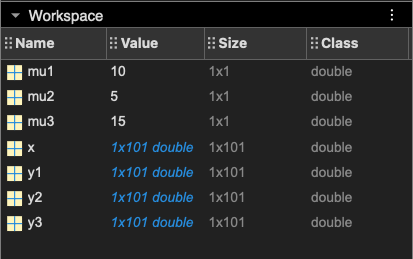 Workspace
Name Value Size Class
mu1 10 1x1 double
mu2 5 1x1 double
mu3 15 1x1 double
x 1x101 double 1x101 double
y1 1x101 double 1x101 double
y2 1x101 double 1x101 double
y3 1x101 double 1x101 double